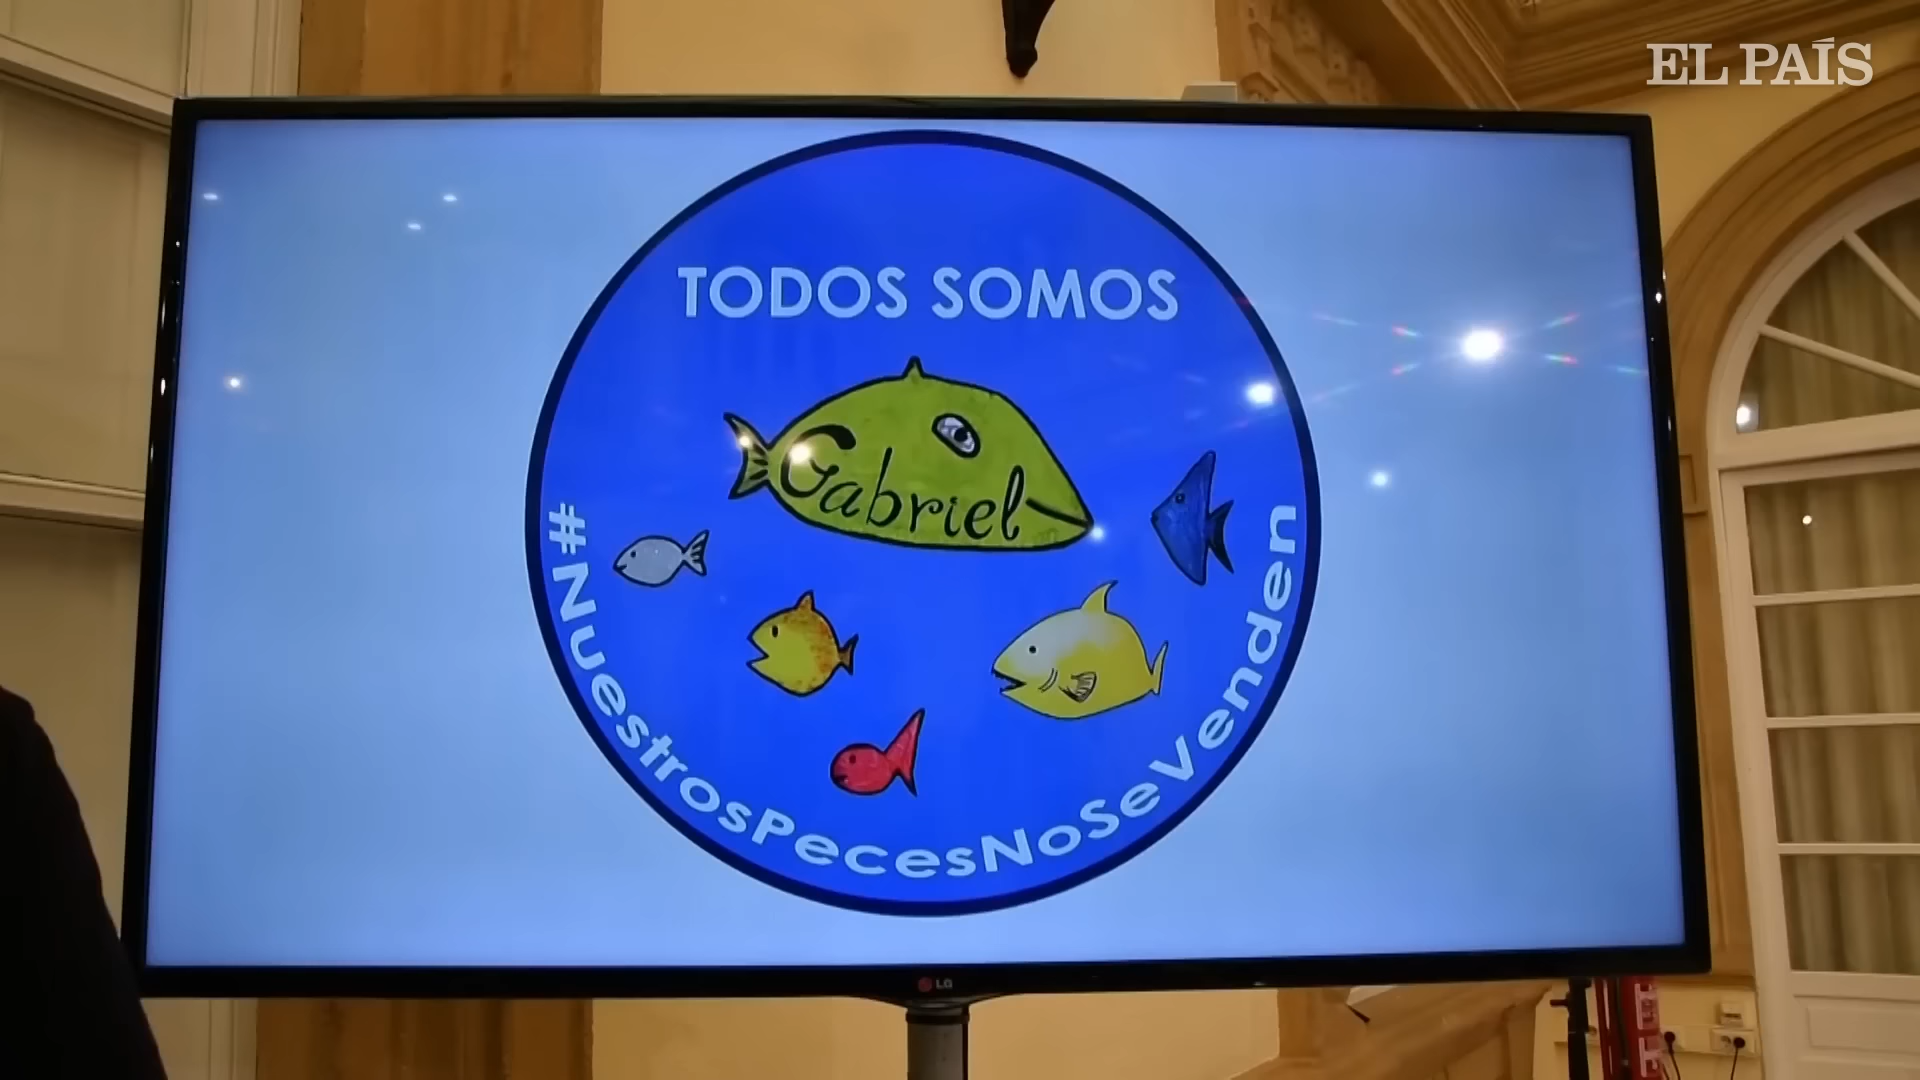 EL PAÍS
TODOS SOMOS
Gabriel
#NuestrosPecesNoSeVenden
LG